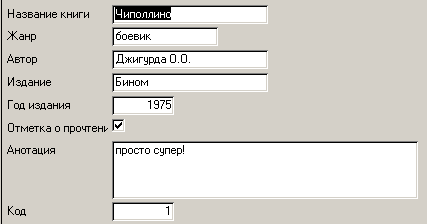 Название книги Чиполлино
Жанр боевик
Автор Джигурда О.О.
Издание Бином
Год издания 1975
Отметка о прочтени
Анотация просто супер!
Код 1